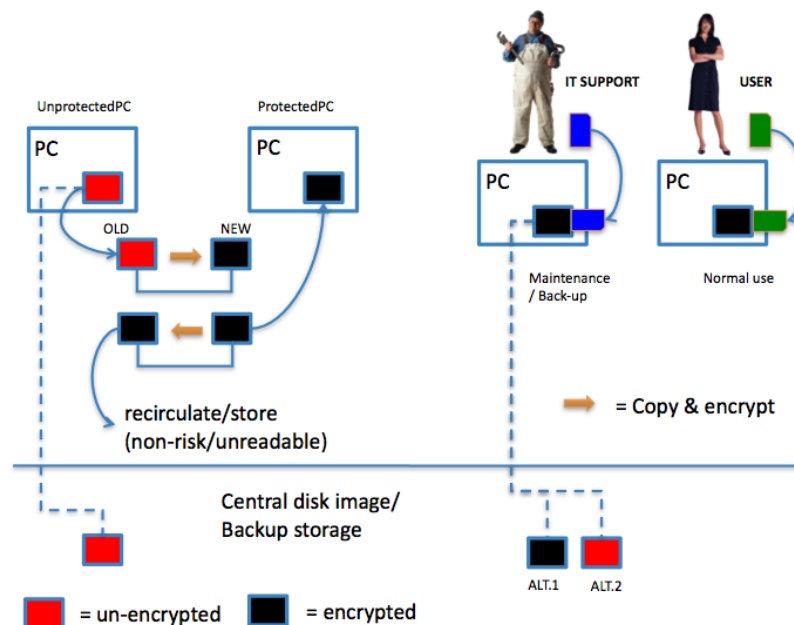 IT SUPPORT
USER
UnprotectedPC
ProtectedPC
PC
PC
PC
PC
OLD
NEW
Maintenance
/ Back-up
Normal use
recirculate/store
(non-risk/unreadable)
= Copy & encrypt
Central disk image/
Backup storage
ALT.1
ALT.2
= un-encrypted
= encrypted